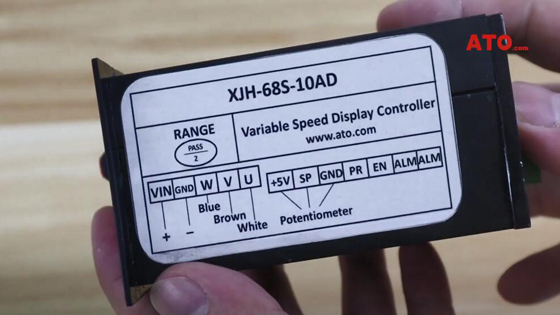 ATO.com
XJH-68S-10AD
RANGE
PASS
2
Variable Speed Display Controller
www.ato.com
VIN GND W V U +5V SP GND PR EN ALM ALM
+ − Blue Brown White Potentiometer